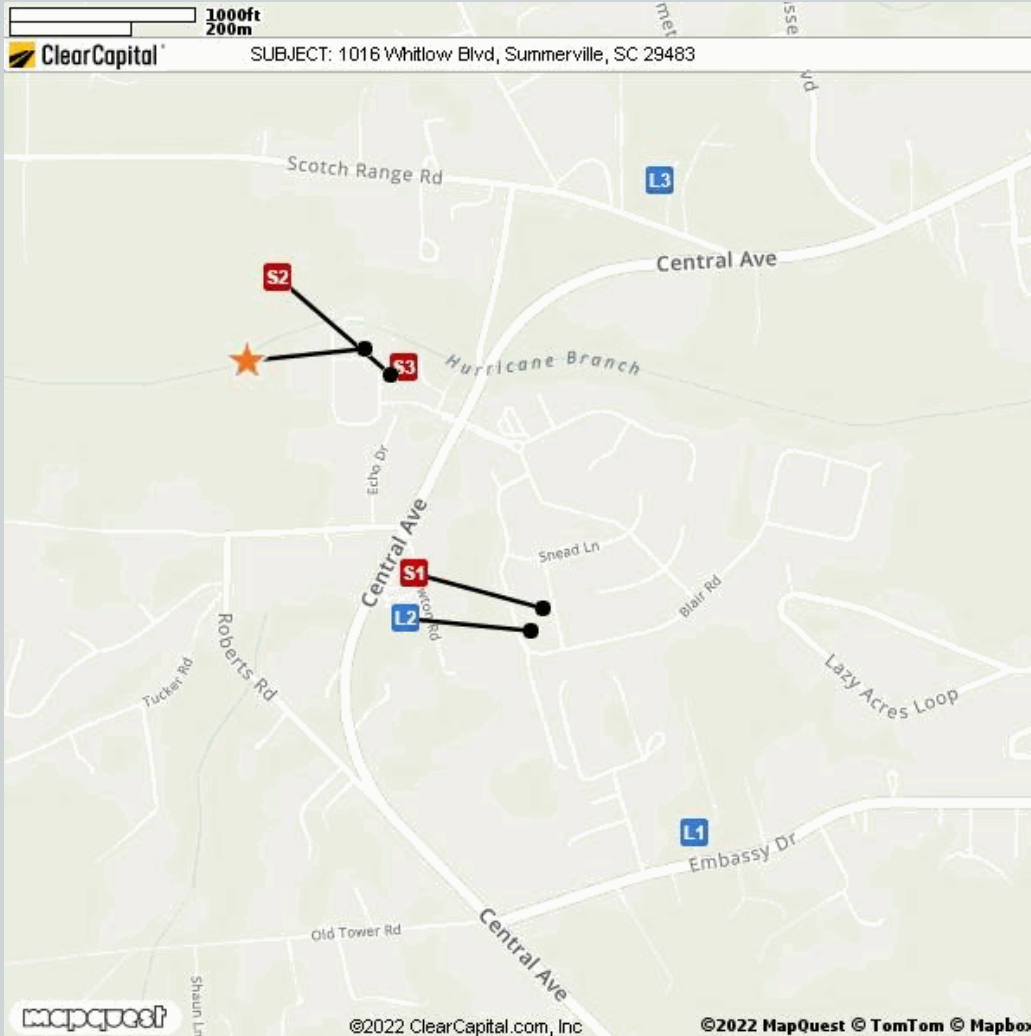 1000ft
200m
ClearCapital
SUBJECT: 1016 Whitlow Blvd, Summerville, SC 29483
Scotch Range Rd
L3
Central Ave
S2
S3
Hurricane Branch
Echo Dr
Central Ave
Snead Ln
S1
L2
Blair Rd
Roberts Rd
Tucker Rd
Lazy Acres Loop
L1
Embassy Dr
Old Tower Rd
Central Ave
Shaun Ln
mapquest
©2022 ClearCapital.com, Inc
©2022 MapQuest © TomTom © Mapbox